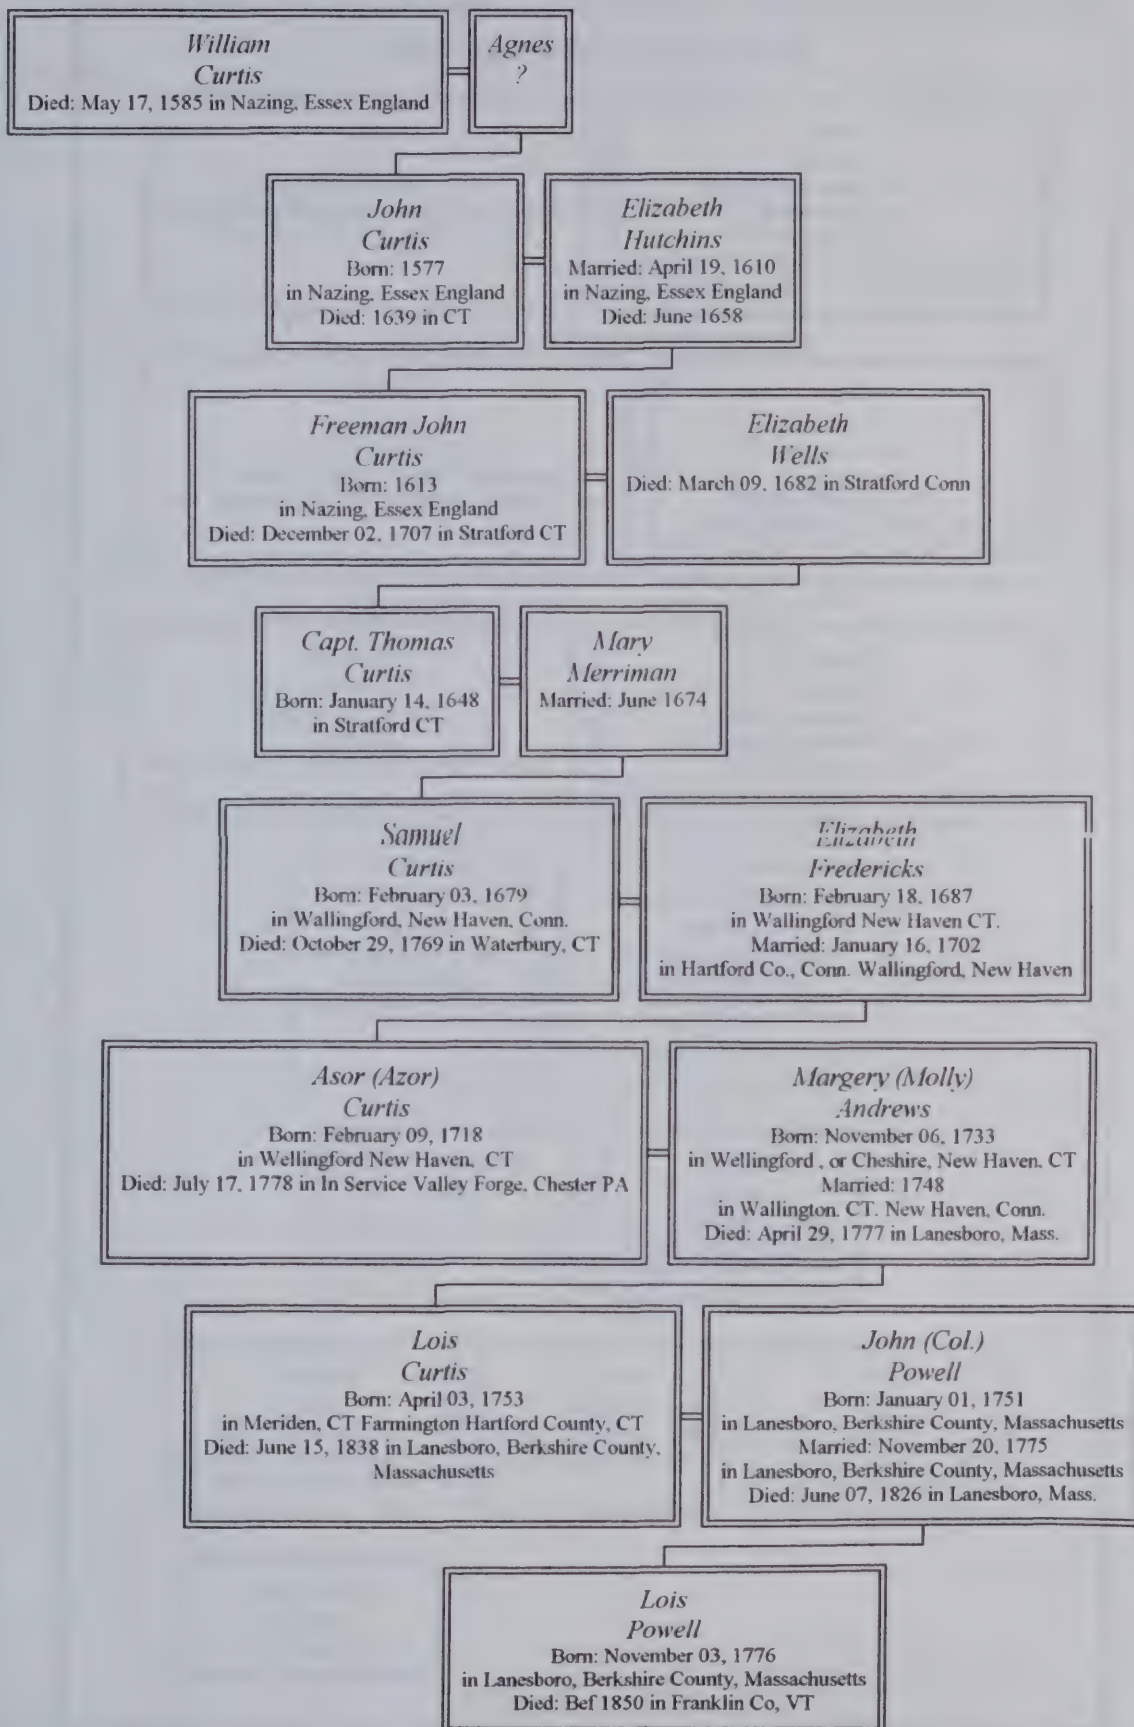 William
Curtis
Died: May 17, 1585 in Nazing, Essex England
Agnes
?
John
Curtis
Born: 1577
in Nazing, Essex England
Died: 1639 in CT
Elizabeth
Hutchins
Married: April 19, 1610
in Nazing, Essex England
Died: June 1658
Freeman John
Curtis
Born: 1613
in Nazing, Essex England
Died: December 02, 1707 in Stratford CT
Elizabeth
Wells
Died: March 09, 1682 in Stratford Conn
Capt. Thomas
Curtis
Born: January 14, 1648
in Stratford CT
Mary
Merriman
Married: June 1674
Samuel
Curtis
Born: February 03, 1679
in Wallingford, New Haven, Conn.
Died: October 29, 1769 in Waterbury, CT
Elizabeth
Fredericks
Born: February 18, 1687
in Wallingford New Haven CT.
Married: January 16, 1702
in Hartford Co., Conn. Wallingford, New Haven
Asor (Azor)
Curtis
Born: February 09, 1718
in Wellingford New Haven, CT
Died: July 17, 1778 in In Service Valley Forge, Chester PA
Margery (Molly)
Andrews
Born: November 06, 1733
in Wellingford , or Cheshire, New Haven, CT
Married: 1748
in Wallington, CT. New Haven, Conn.
Died: April 29, 1777 in Lanesboro, Mass.
Lois
Curtis
Born: April 03, 1753
in Meriden, CT Farmington Hartford County, CT
Died: June 15, 1838 in Lanesboro, Berkshire County,
Massachusetts
John (Col.)
Powell
Born: January 01, 1751
in Lanesboro, Berkshire County, Massachusetts
Married: November 20, 1775
in Lanesboro, Berkshire County, Massachusetts
Died: June 07, 1826 in Lanesboro, Mass.
Lois
Powell
Born: November 03, 1776
in Lanesboro, Berkshire County, Massachusetts
Died: Bef 1850 in Franklin Co, VT